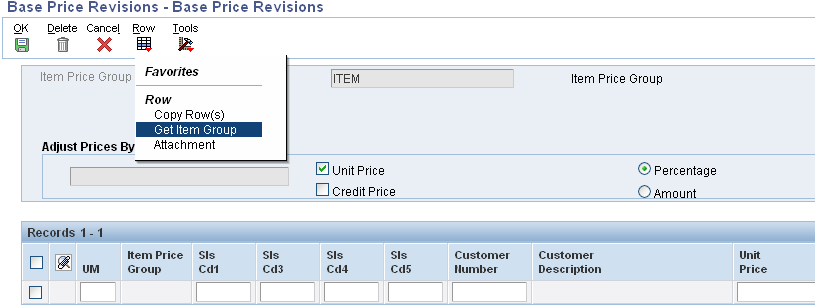 Base Price Revisions - Base Price Revisions
OK Delete Cancel Row Tools
Favorites
Row
Copy Row(s)
Get Item Group
Attachment
Item Price Group ITEM Item Price Group
Adjust Prices By
Unit Price Percentage
Credit Price Amount
Records 1 - 1
UM Item Price Group Sls Cd1 Sls Cd3 Sls Cd4 Sls Cd5 Customer Number Customer Description Unit Price